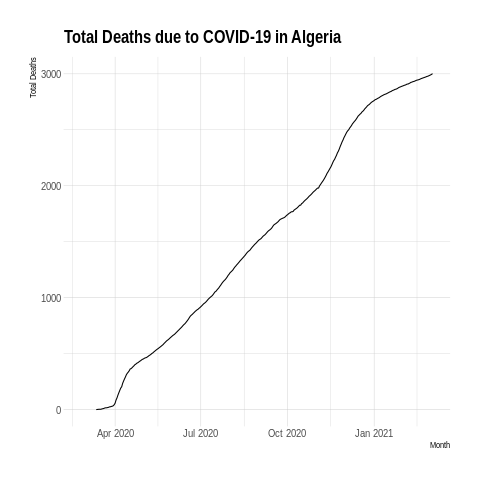 Total Deaths due to COVID-19 in Algeria
Total Deaths
3000
2000
1000
0
Apr 2020 Jul 2020 Oct 2020 Jan 2021
Month